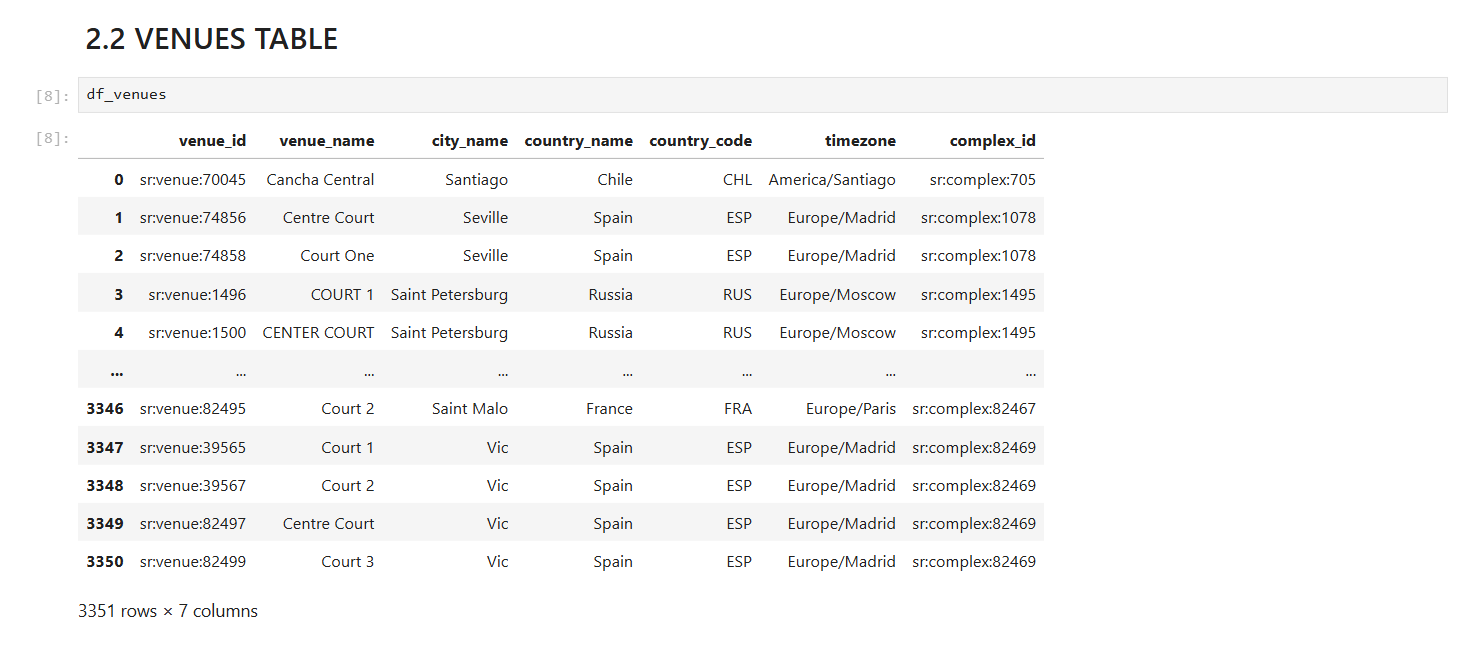 2.2 VENUES TABLE
[8]: df_venues
[8]:
venue_id venue_name city_name country_name country_code timezone complex_id
0 sr:venue:70045 Cancha Central Santiago Chile CHL America/Santiago sr:complex:705
1 sr:venue:74856 Centre Court Seville Spain ESP Europe/Madrid sr:complex:1078
2 sr:venue:74858 Court One Seville Spain ESP Europe/Madrid sr:complex:1078
3 sr:venue:1496 COURT 1 Saint Petersburg Russia RUS Europe/Moscow sr:complex:1495
4 sr:venue:1500 CENTER COURT Saint Petersburg Russia RUS Europe/Moscow sr:complex:1495
... ... ... ... ... ... ... ...
3346 sr:venue:82495 Court 2 Saint Malo France FRA Europe/Paris sr:complex:82467
3347 sr:venue:39565 Court 1 Vic Spain ESP Europe/Madrid sr:complex:82469
3348 sr:venue:39567 Court 2 Vic Spain ESP Europe/Madrid sr:complex:82469
3349 sr:venue:82497 Centre Court Vic Spain ESP Europe/Madrid sr:complex:82469
3350 sr:venue:82499 Court 3 Vic Spain ESP Europe/Madrid sr:complex:82469
3351 rows × 7 columns